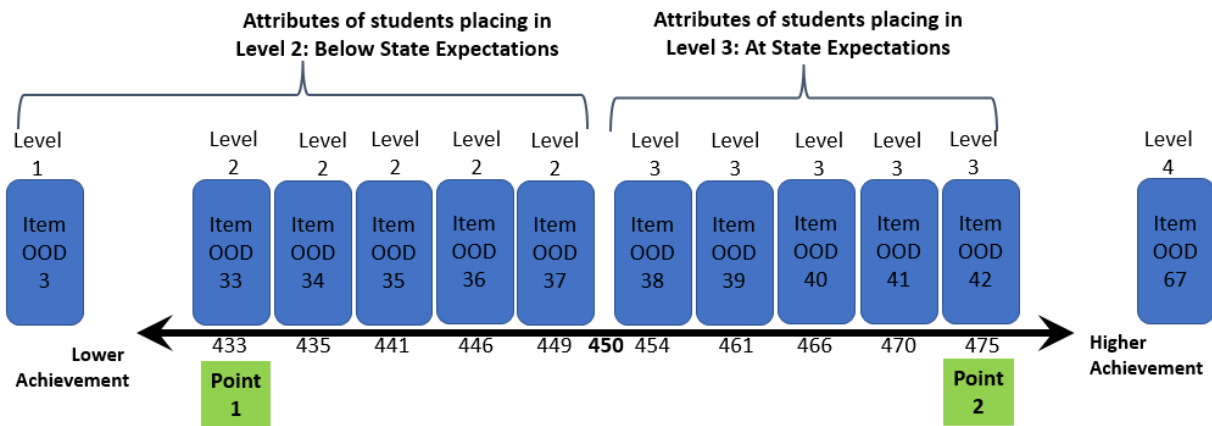 Attributes of students placing in
Level 2: Below State Expectations
Attributes of students placing in
Level 3: At State Expectations
Level
1
Level
2
Level
2
Level
2
Level
2
Level
2
Level
3
Level
3
Level
3
Level
3
Level
3
Level
4
Item
OOD
3
Item
OOD
33
Item
OOD
34
Item
OOD
35
Item
OOD
36
Item
OOD
37
Item
OOD
38
Item
OOD
39
Item
OOD
40
Item
OOD
41
Item
OOD
42
Item
OOD
67
Lower
Achievement
433 435 441 446 449 450 454 461 466 470 475
Higher
Achievement
Point
1
Point
2